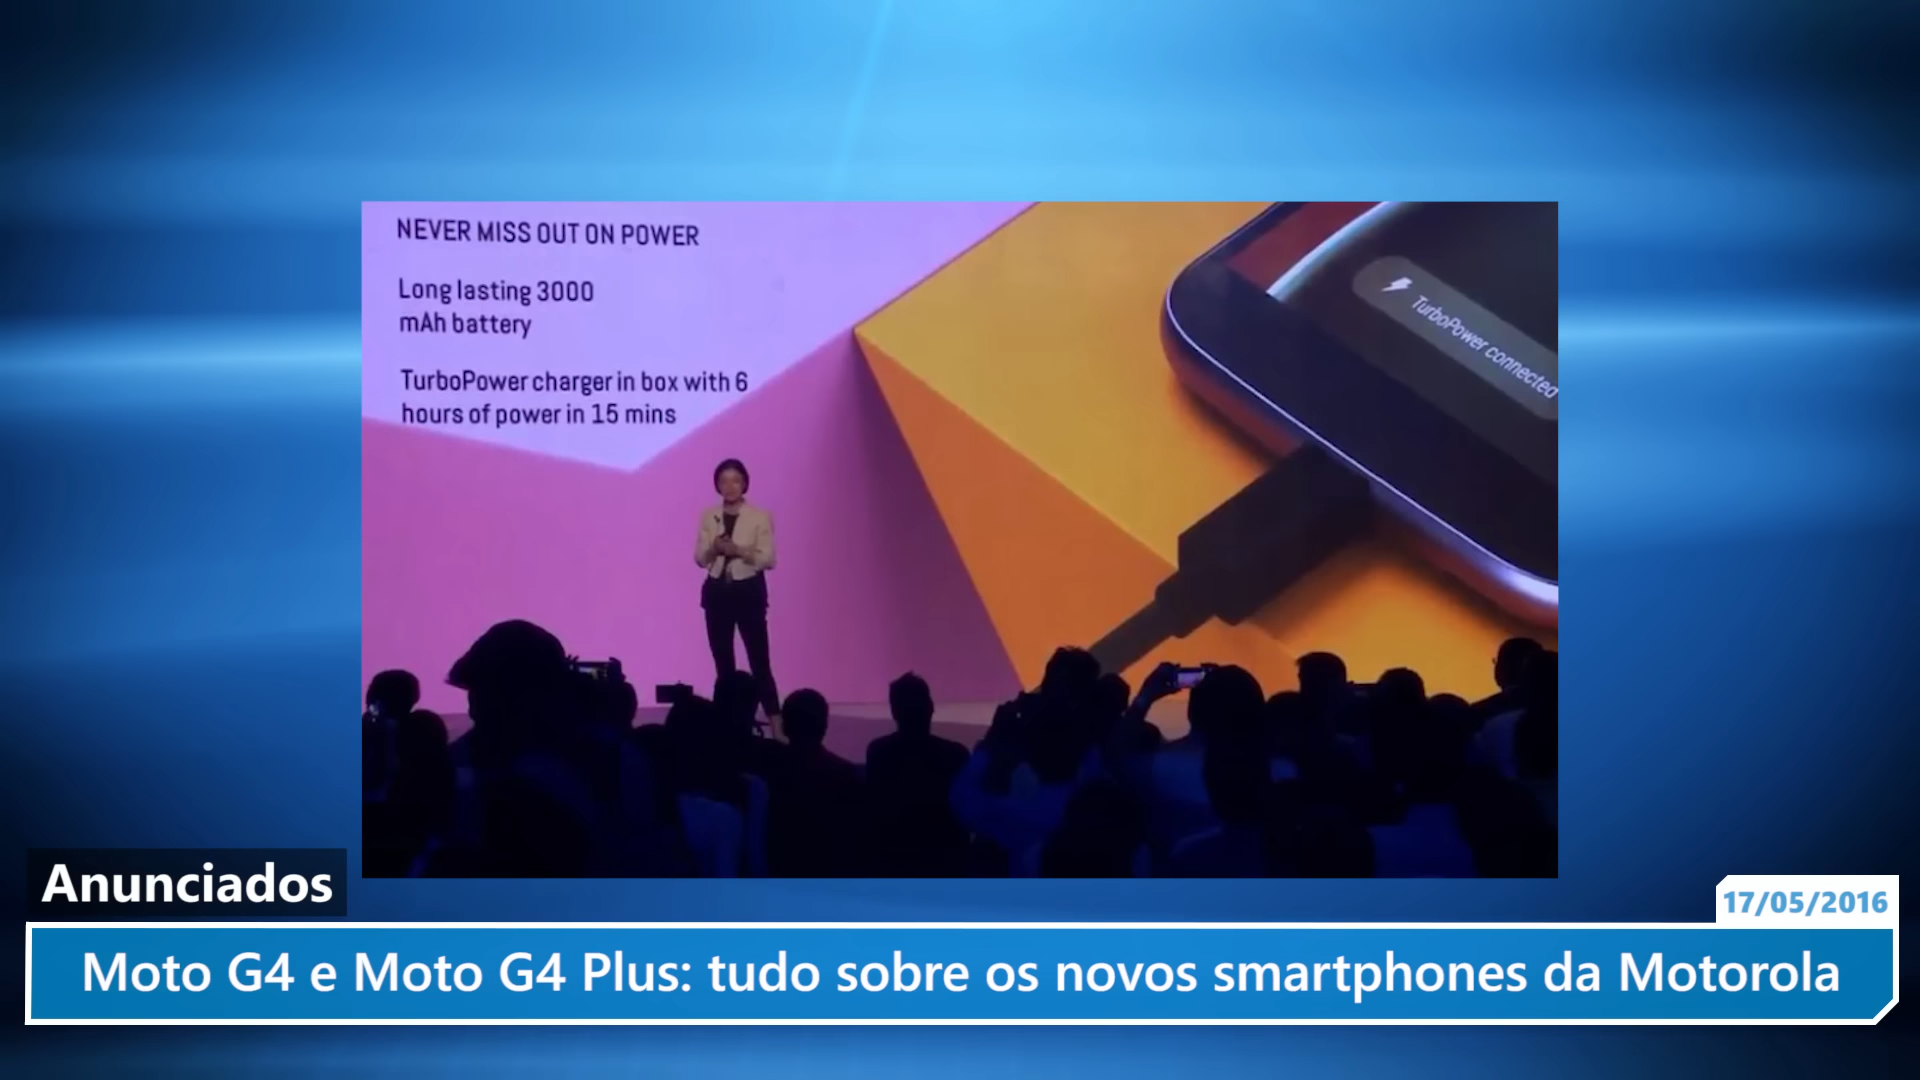 NEVER MISS OUT ON POWER
Long lasting 3000
mAh battery
TurboPower charger in box with 6
hours of power in 15 mins
TurboPower connected
Anunciados
17/05/2016
Moto G4 e Moto G4 Plus: tudo sobre os novos smartphones da Motorola